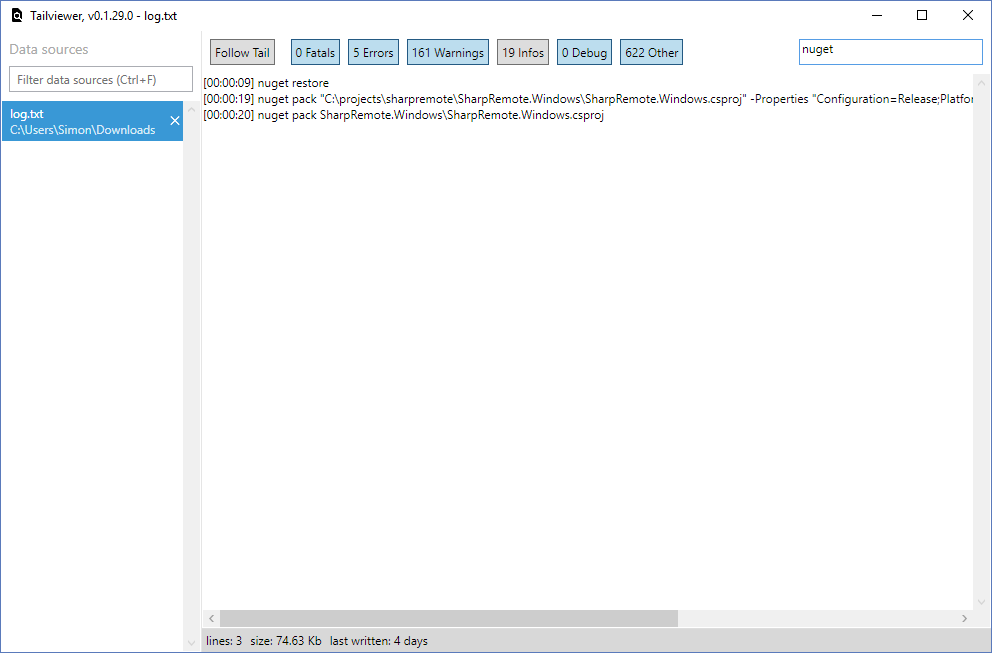 Tailviewer, v0.1.29.0 - log.txt
Data sources
Filter data sources (Ctrl+F)
log.txt
C:\Users\Simon\Downloads
Follow Tail
0 Fatals
5 Errors
161 Warnings
19 Infos
0 Debug
622 Other
nuget
[00:00:09] nuget restore
[00:00:19] nuget pack "C:\projects\sharpremote\SharpRemote.Windows\SharpRemote.Windows.csproj" -Properties "Configuration=Release;Platfor
[00:00:20] nuget pack SharpRemote.Windows\SharpRemote.Windows.csproj
lines: 3 size: 74.63 Kb last written: 4 days